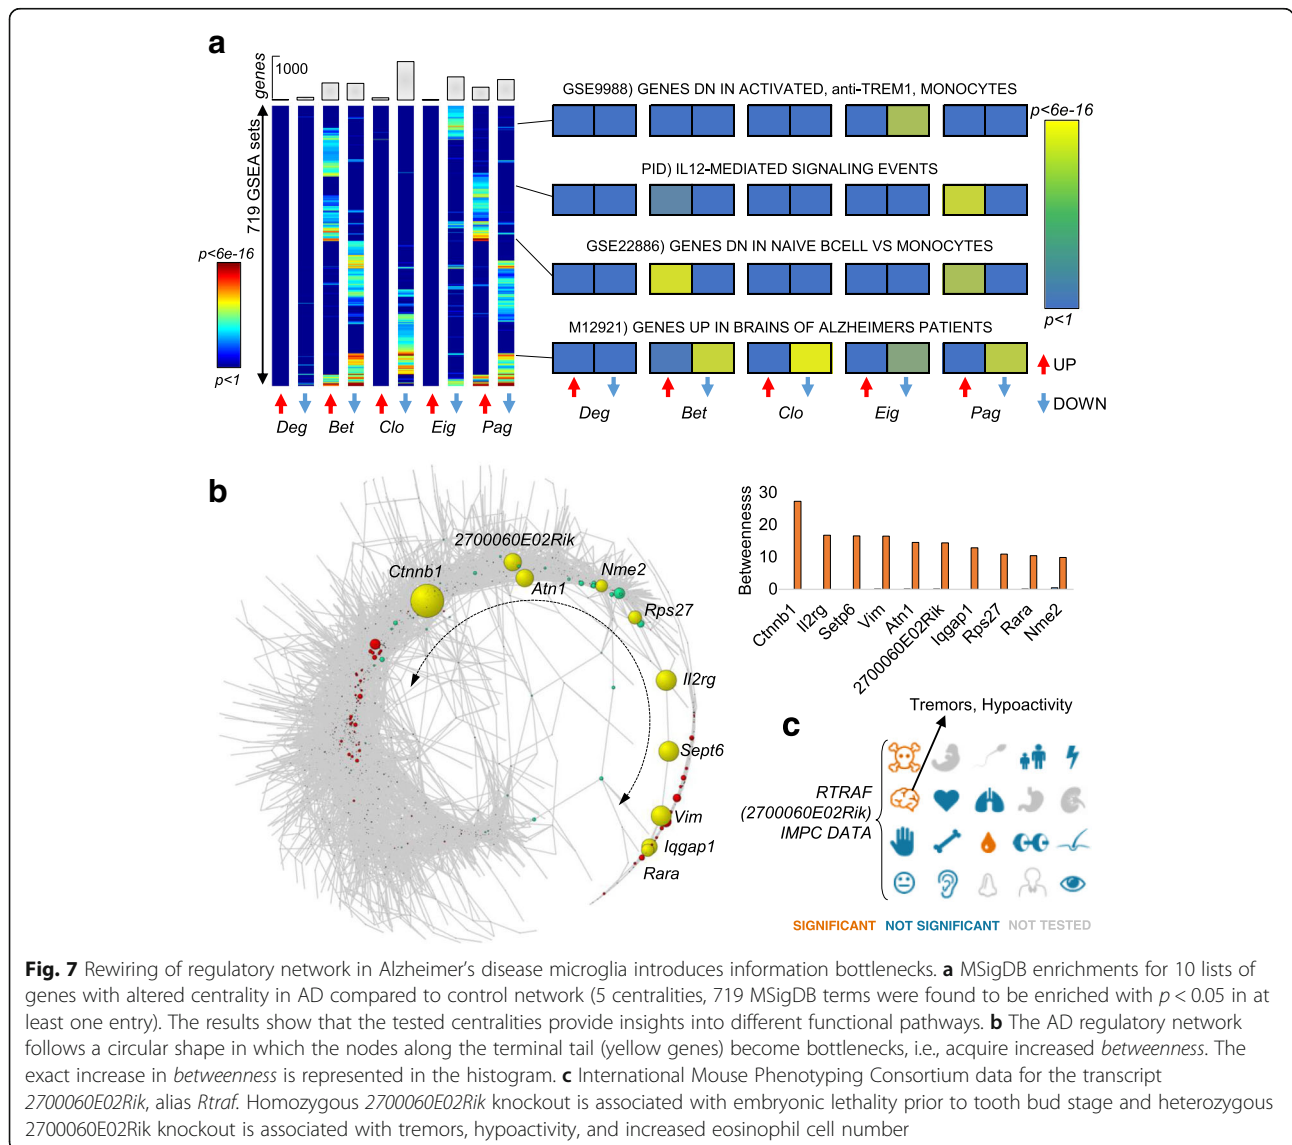 a
genes
1000
719 GSEA sets
p<6e-16
p<1
Deg Bet Clo Eig Pag
GSE9988) GENES DN IN ACTIVATED, anti-TREM1, MONOCYTES
PID) IL12-MEDIATED SIGNALING EVENTS
GSE22886) GENES DN IN NAIVE BCELL VS MONOCYTES
M12921) GENES UP IN BRAINS OF ALZHEIMERS PATIENTS
Deg Bet Clo Eig Pag
p<6e-16
p<1
UP
DOWN
b
2700060E02Rik
Ctnnb1
Atn1
Nme2
Rps27
Il2rg
Sept6
Vim
Iqgap1
Rara
Betweennesss
30
20
10
0
Ctnnb1
Il2rg
Setp6
Vim
Atn1
2700060E02Rik
Iqgap1
Rps27
Rara
Nme2
c
Tremors, Hypoactivity
RTRAF
(2700060E02Rik)
IMPC DATA
SIGNIFICANT NOT SIGNIFICANT NOT TESTED
Fig. 7 Rewiring of regulatory network in Alzheimer's disease microglia introduces information bottlenecks. a MSigDB enrichments for 10 lists of
genes with altered centrality in AD compared to control network (5 centralities, 719 MSigDB terms were found to be enriched with p < 0.05 in at
least one entry). The results show that the tested centralities provide insights into different functional pathways. b The AD regulatory network
follows a circular shape in which the nodes along the terminal tail (yellow genes) become bottlenecks, i.e., acquire increased betweenness. The
exact increase in betweenness is represented in the histogram. c International Mouse Phenotyping Consortium data for the transcript
2700060E02Rik, alias Rtraf. Homozygous 2700060E02Rik knockout is associated with embryonic lethality prior to tooth bud stage and heterozygous
2700060E02Rik knockout is associated with tremors, hypoactivity, and increased eosinophil cell number